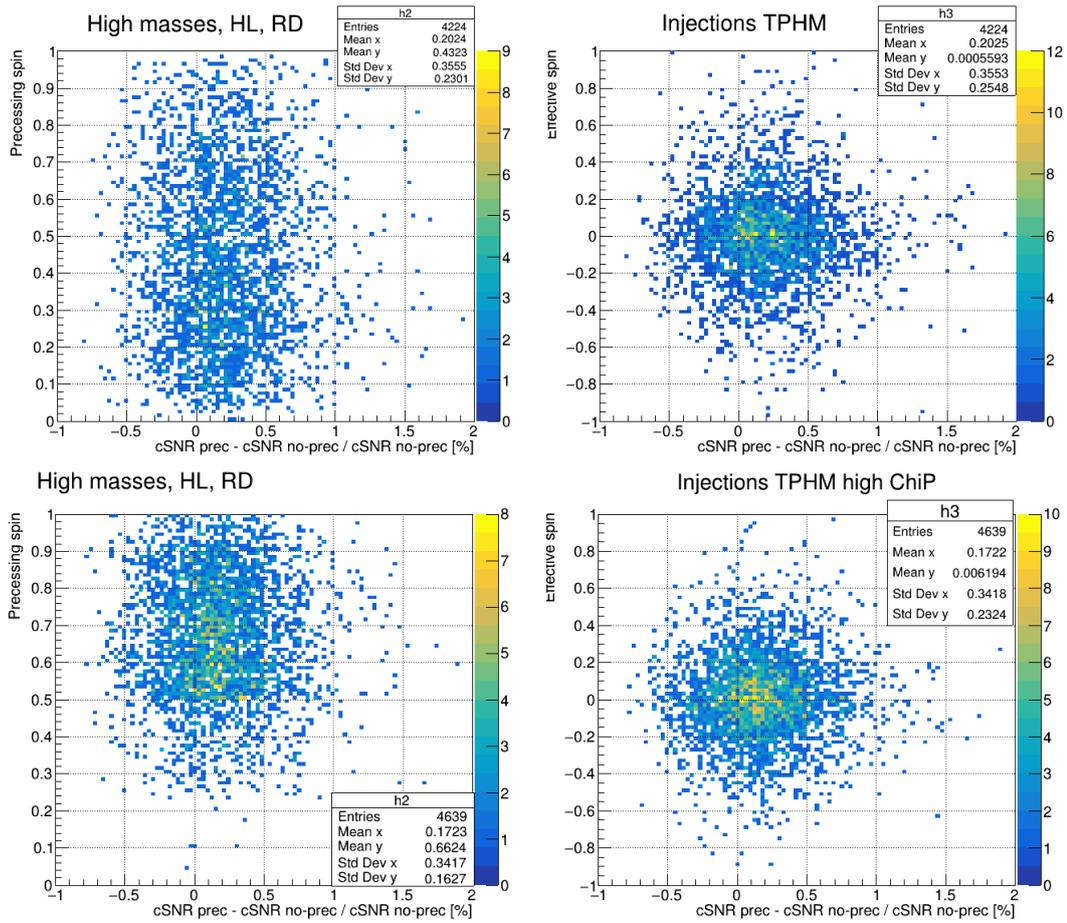 High masses, HL, RD
h2
Entries 4224
Mean x 0.2024
Mean y 0.4323
Std Dev x 0.3555
Std Dev y 0.2301
Precessing spin
1
0.9
0.8
0.7
0.6
0.5
0.4
0.3
0.2
0.1
0
−1 −0.5 0 0.5 1 1.5 2
cSNR prec - cSNR no-prec / cSNR no-prec [%]
9
8
7
6
5
4
3
2
1
0
Injections TPHM
h3
Entries 4224
Mean x 0.2025
Mean y 0.0005593
Std Dev x 0.3553
Std Dev y 0.2548
Effective spin
1
0.8
0.6
0.4
0.2
0
−0.2
−0.4
−0.6
−0.8
−1
−1 −0.5 0 0.5 1 1.5 2
cSNR prec - cSNR no-prec / cSNR no-prec [%]
12
10
8
6
4
2
0
High masses, HL, RD
h2
Entries 4639
Mean x 0.1723
Mean y 0.6624
Std Dev x 0.3417
Std Dev y 0.1627
Precessing spin
1
0.9
0.8
0.7
0.6
0.5
0.4
0.3
0.2
0.1
0
−1 −0.5 0 0.5 1 1.5 2
cSNR prec - cSNR no-prec / cSNR no-prec [%]
8
7
6
5
4
3
2
1
0
Injections TPHM high ChiP
h3
Entries 4639
Mean x 0.1722
Mean y 0.006194
Std Dev x 0.3418
Std Dev y 0.2324
Effective spin
1
0.8
0.6
0.4
0.2
0
−0.2
−0.4
−0.6
−0.8
−1
−1 −0.5 0 0.5 1 1.5 2
cSNR prec - cSNR no-prec / cSNR no-prec [%]
10
9
8
7
6
5
4
3
2
1
0